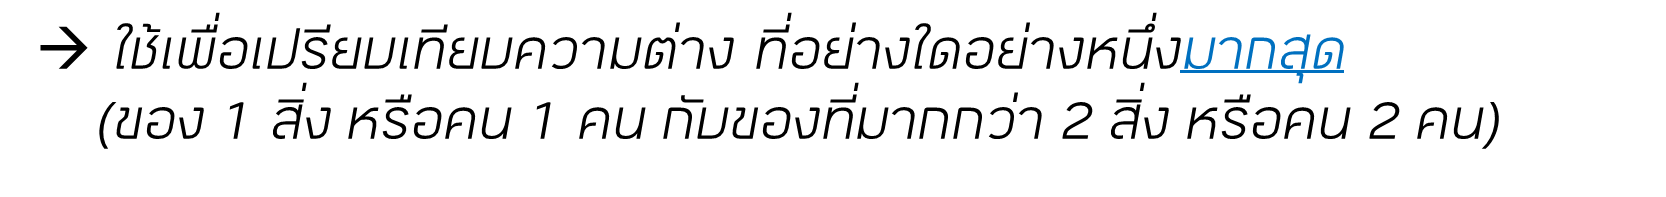 → ใช้เพื่อเปรียบเทียบความต่าง ที่อย่างใดอย่างหนึ่งมากสุด
(ของ 1 สิ่ง หรือคน 1 คน กับของที่มากกว่า 2 สิ่ง หรือคน 2 คน)